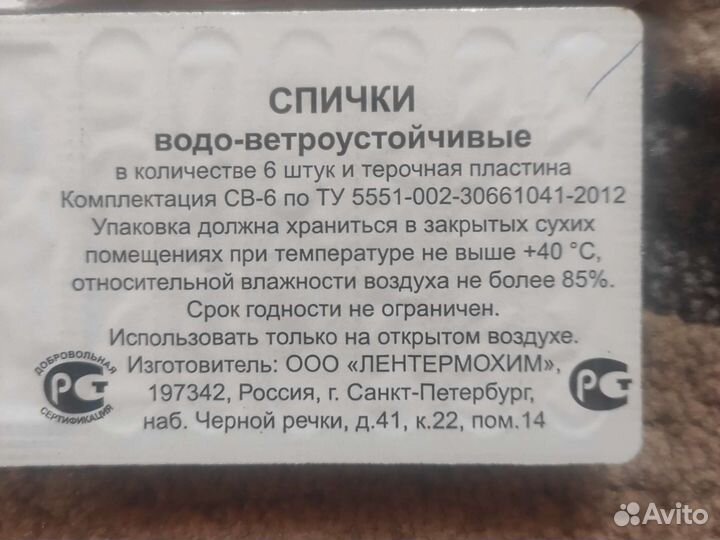 СПИЧКИ
водо-ветроустойчивые
в количестве 6 штук и терочная пластина
Комплектация СВ-6 по ТУ 5551-002-30661041-2012
Упаковка должна храниться в закрытых сухих
помещениях при температуре не выше +40 °С,
относительной влажности воздуха не более 85%.
Срок годности не ограничен.
Использовать только на открытом воздухе.
Изготовитель: ООО «ЛЕНТЕРМОХИМ»,
197342, Россия, г. Санкт-Петербург,
наб. Черной речки, д.41, к.22, пом.14
ДОБРОВОЛЬНАЯ
РСТ
СЕРТИФИКАЦИЯ
РСТ
Avito